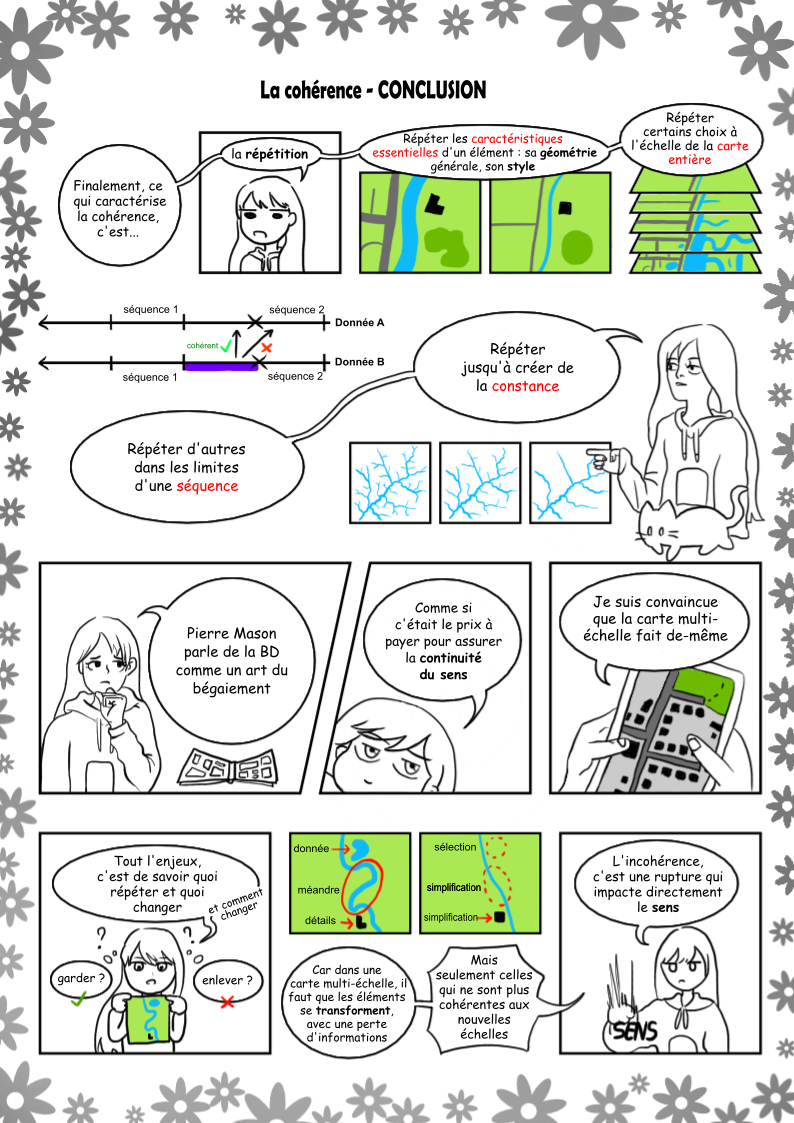 La cohérence - CONCLUSION
Finalement, ce
qui caractérise
la cohérence,
c'est...
la répétition
Répéter les caractéristiques
essentielles d'un élément : sa géométrie
générale, son style
Répéter
certains choix à
l'échelle de la carte
entière
séquence 1
séquence 2
Donnée A
cohérent
Donnée B
séquence 1
séquence 2
Répéter
jusqu'à créer de
la constance
Répéter d'autres
dans les limites
d'une séquence
Pierre Mason
parle de la BD
comme un art du
bégaiement
Comme si
c'était le prix à
payer pour assurer
la continuité
du sens
Je suis convaincue
que la carte multi-
échelle fait de-même
Tout l'enjeux,
c'est de savoir quoi
répéter et quoi
changer
et comment
changer
?
?
garder ?
enlever ?
donnée
méandre
détails
sélection
simplification
simplification
Car dans une
carte multi-échelle, il
faut que les éléments
se transforment,
avec une perte
d'informations
Mais
seulement celles
qui ne sont plus
cohérentes aux
nouvelles
échelles
L'incohérence,
c'est une rupture qui
impacte directement
le sens
SENS